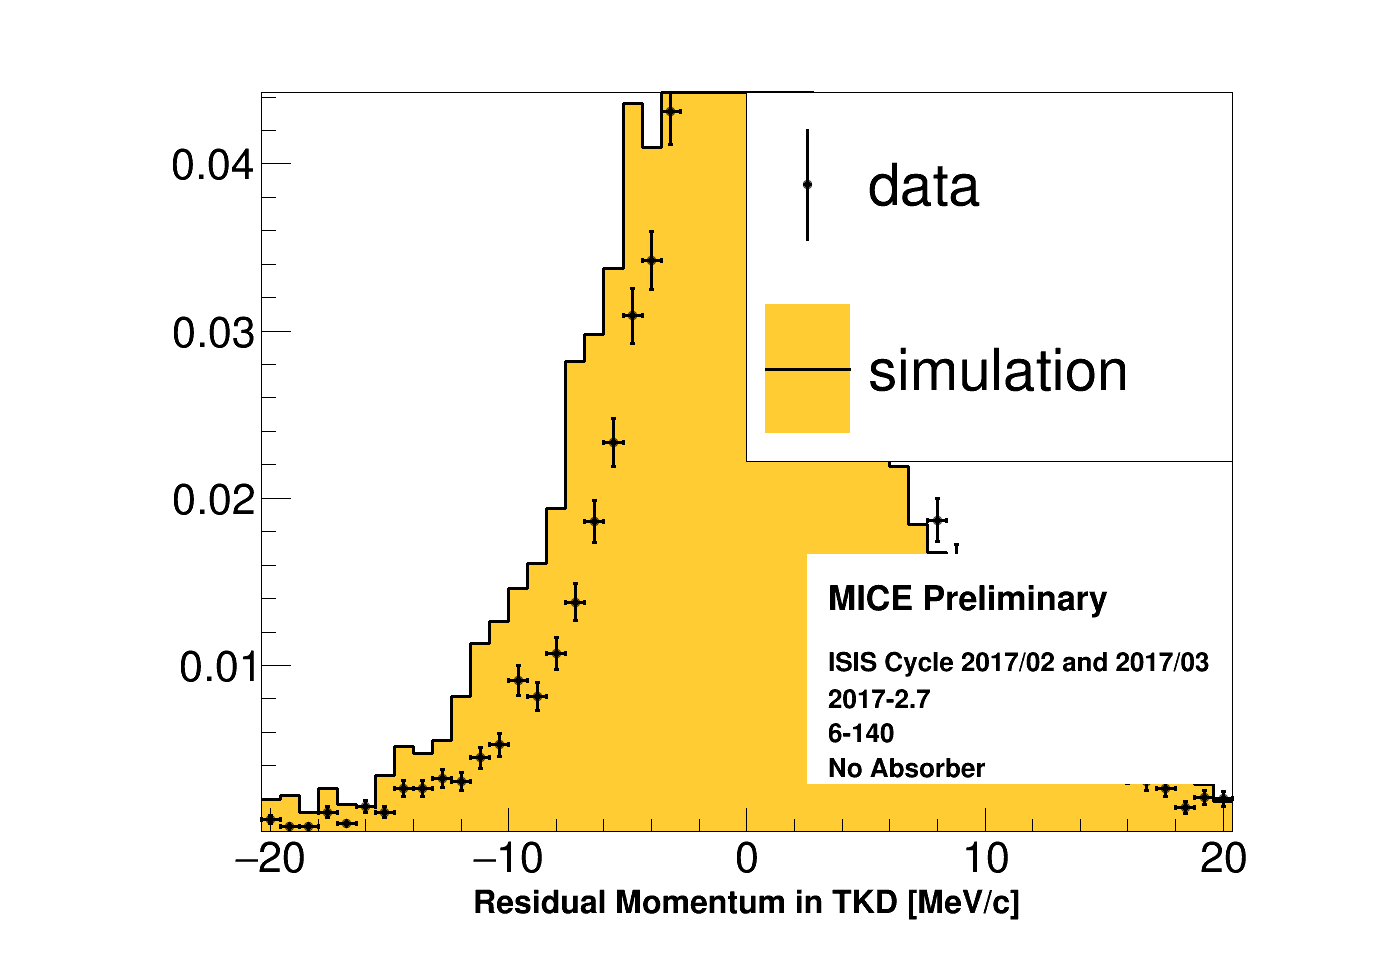 0.04
0.03
0.02
0.01
−20
−10
0
10
20
Residual Momentum in TKD [MeV/c]
data
simulation
MICE Preliminary
ISIS Cycle 2017/02 and 2017/03
2017-2.7
6-140
No Absorber